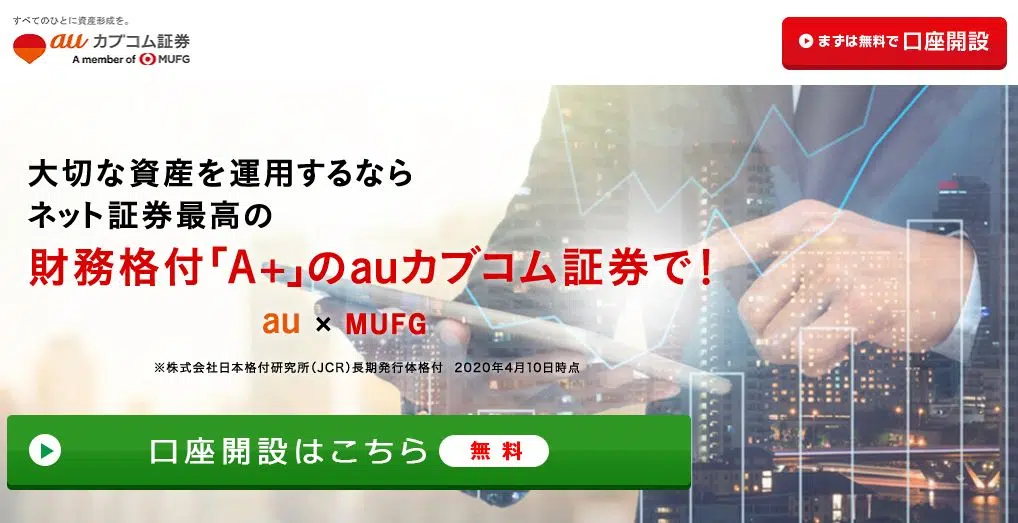 すべてのひとに資産形成を。
au カブコム証券
A member of MUFG
まずは無料で 口座開設
大切な資産を運用するなら
ネット証券最高の
財務格付「A+」のauカブコム証券で!
au × MUFG
※株式会社日本格付研究所(JCR)長期発行体格付 2020年4月10日時点
口座開設はこちら 無料